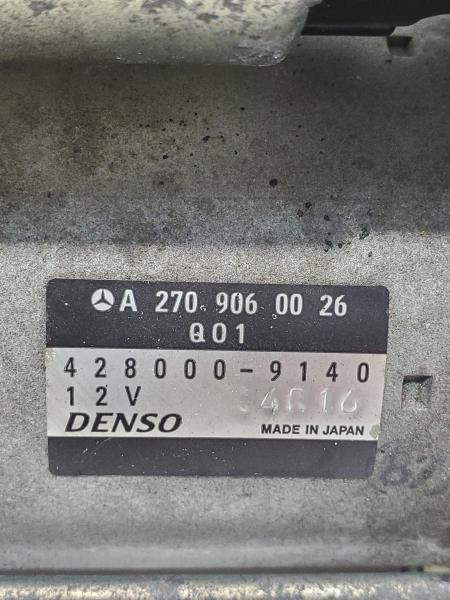 A 270 906 00 26
Q01
428000-9140
12V
DENSO
MADE IN JAPAN